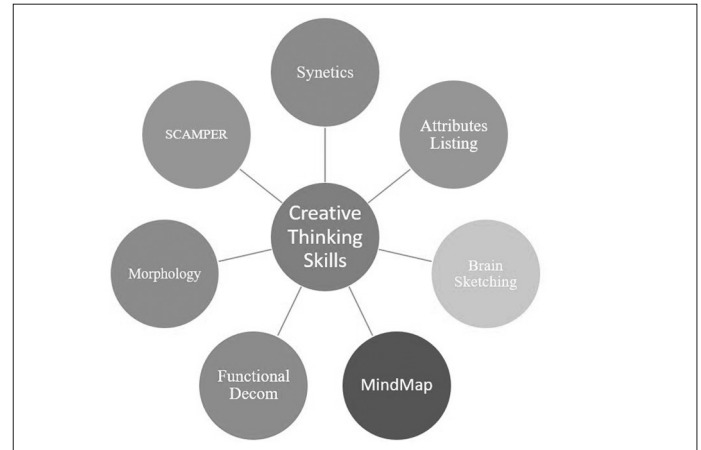 Synetics
Attributes
Listing
SCAMPER
Creative
Thinking
Skills
Brain
Sketching
Morphology
Functional
Decom
MindMap